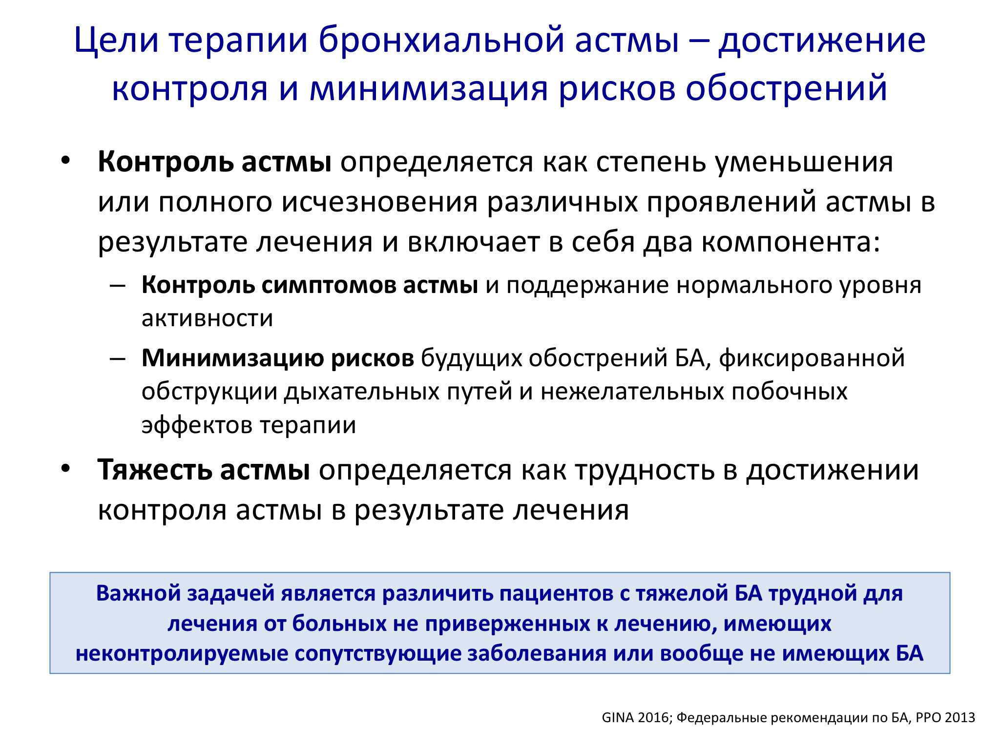 Цели терапии бронхиальной астмы – достижение
контроля и минимизация рисков обострений
• Контроль астмы определяется как степень уменьшения
или полного исчезновения различных проявлений астмы в
результате лечения и включает в себя два компонента:
– Контроль симптомов астмы и поддержание нормального уровня
активности
– Минимизацию рисков будущих обострений БА, фиксированной
обструкции дыхательных путей и нежелательных побочных
эффектов терапии
• Тяжесть астмы определяется как трудность в достижении
контроля астмы в результате лечения
Важной задачей является различить пациентов с тяжелой БА трудной для
лечения от больных не приверженных к лечению, имеющих
неконтролируемые сопутствующие заболевания или вообще не имеющих БА
GINA 2016; Федеральные рекомендации по БА, РРО 2013